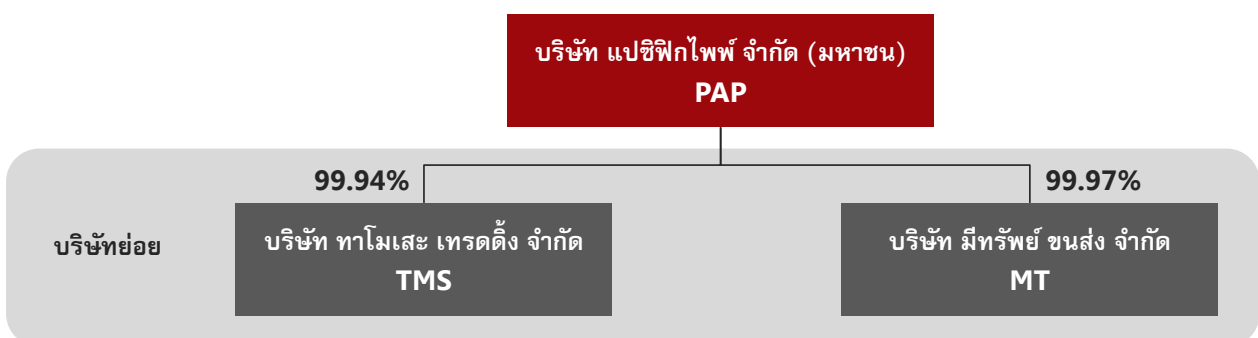 บริษัท แปซิฟิกไพพ์ จำกัด (มหาชน)
PAP
99.94%
99.97%
บริษัทย่อย
บริษัท ทาโมเสะ เทรดดิ้ง จำกัด
TMS
บริษัท มีทรัพย์ ขนส่ง จำกัด
MT